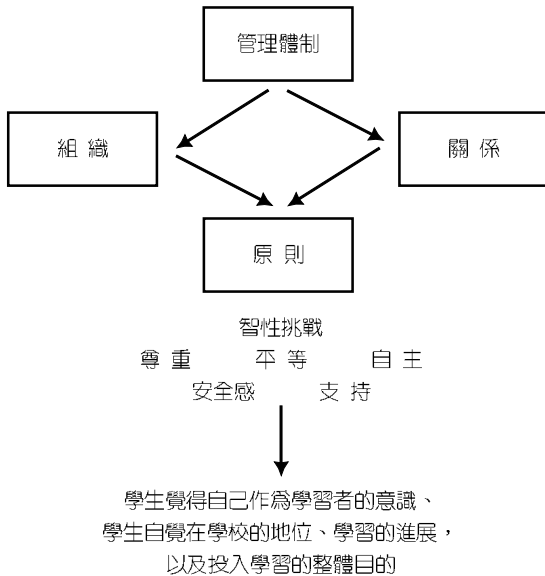 管理體制
組織
關係
原則
智性挑戰
尊重 平等 自主
安全感 支持
學生覺得自己作為學習者的意識、
學生自覺在學校的地位、學習的進展，
以及投入學習的整體目的